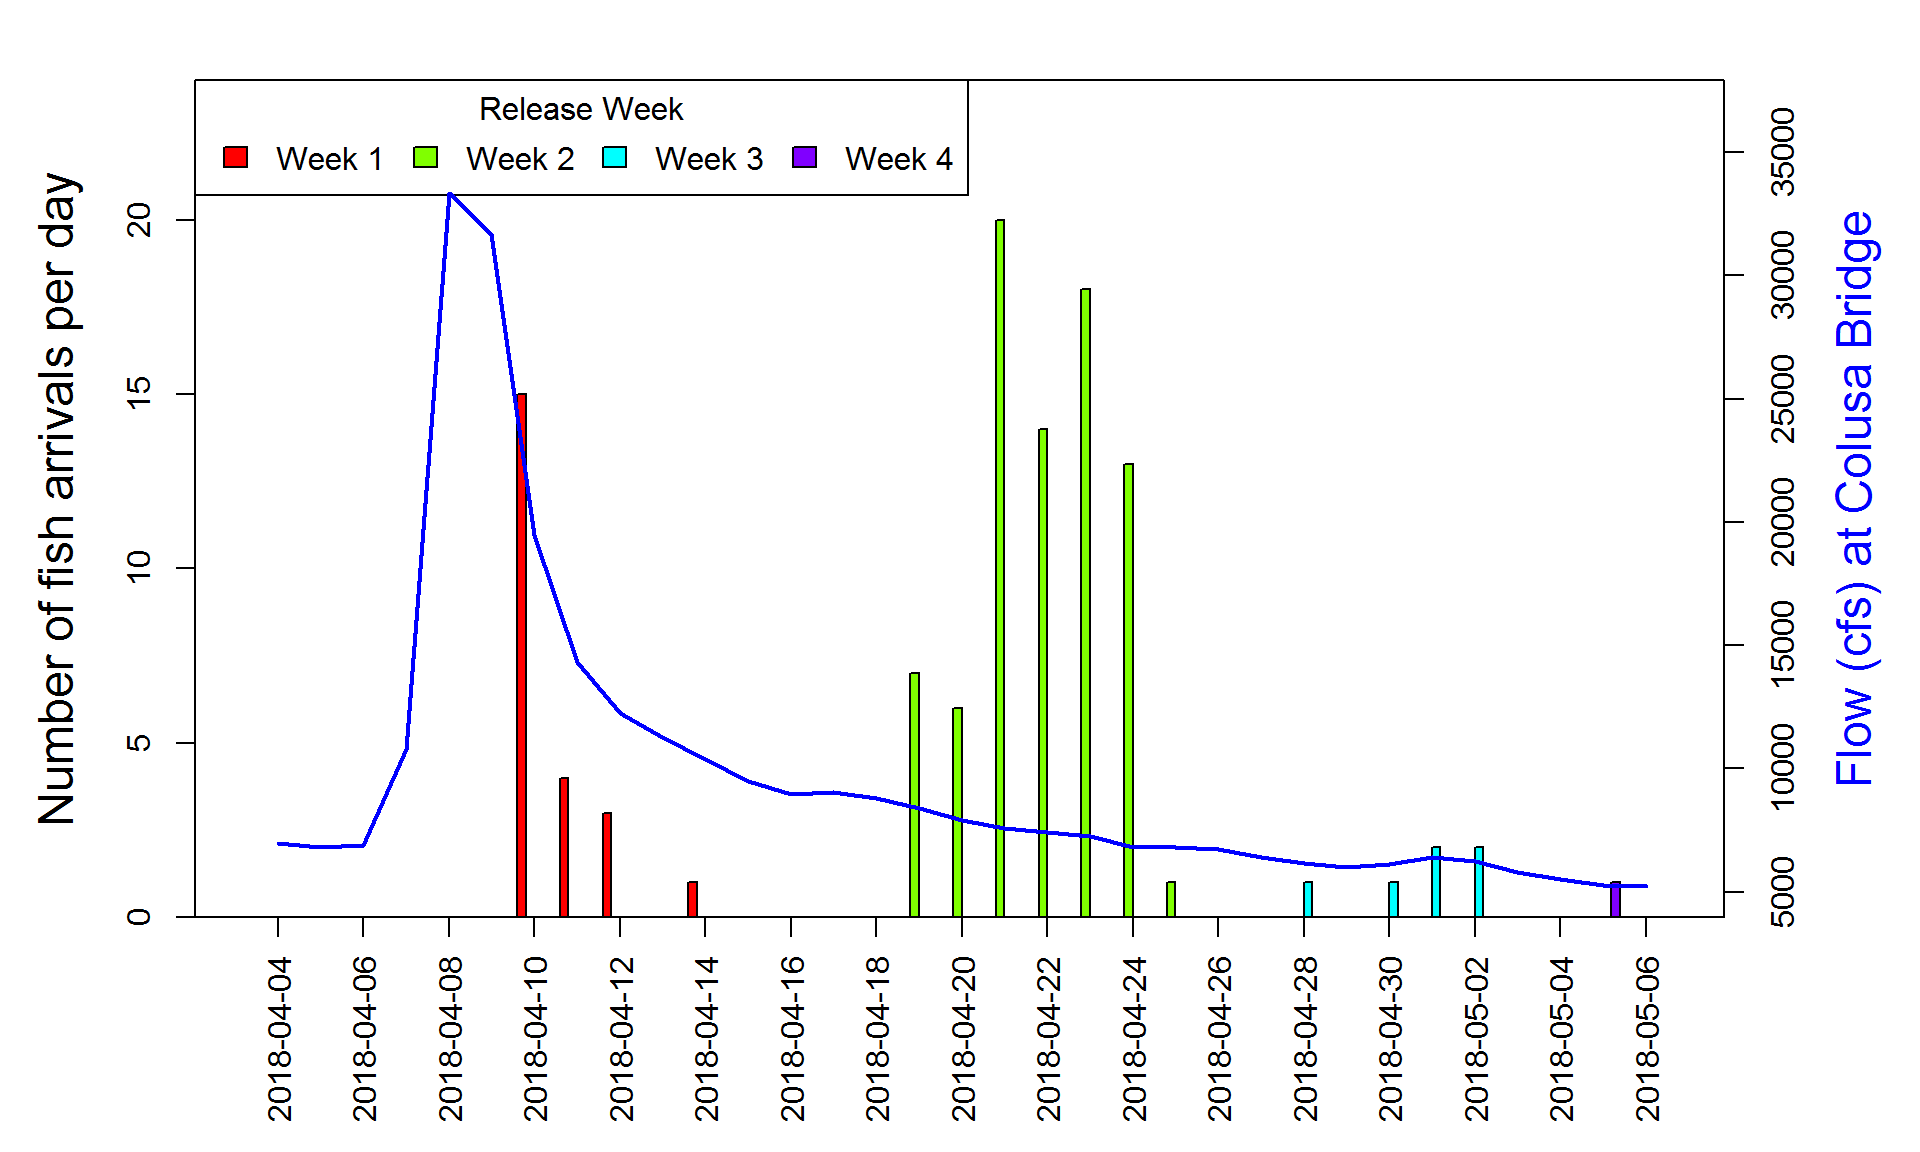 Release Week
Week 1 Week 2 Week 3 Week 4
Number of fish arrivals per day
0 5 10 15 20
2018-04-04 2018-04-06 2018-04-08 2018-04-10 2018-04-12 2018-04-14 2018-04-16 2018-04-18 2018-04-20 2018-04-22 2018-04-24 2018-04-26 2018-04-28 2018-04-30 2018-05-02 2018-05-04 2018-05-06
5000 10000 15000 20000 25000 30000 35000
Flow (cfs) at Colusa Bridge